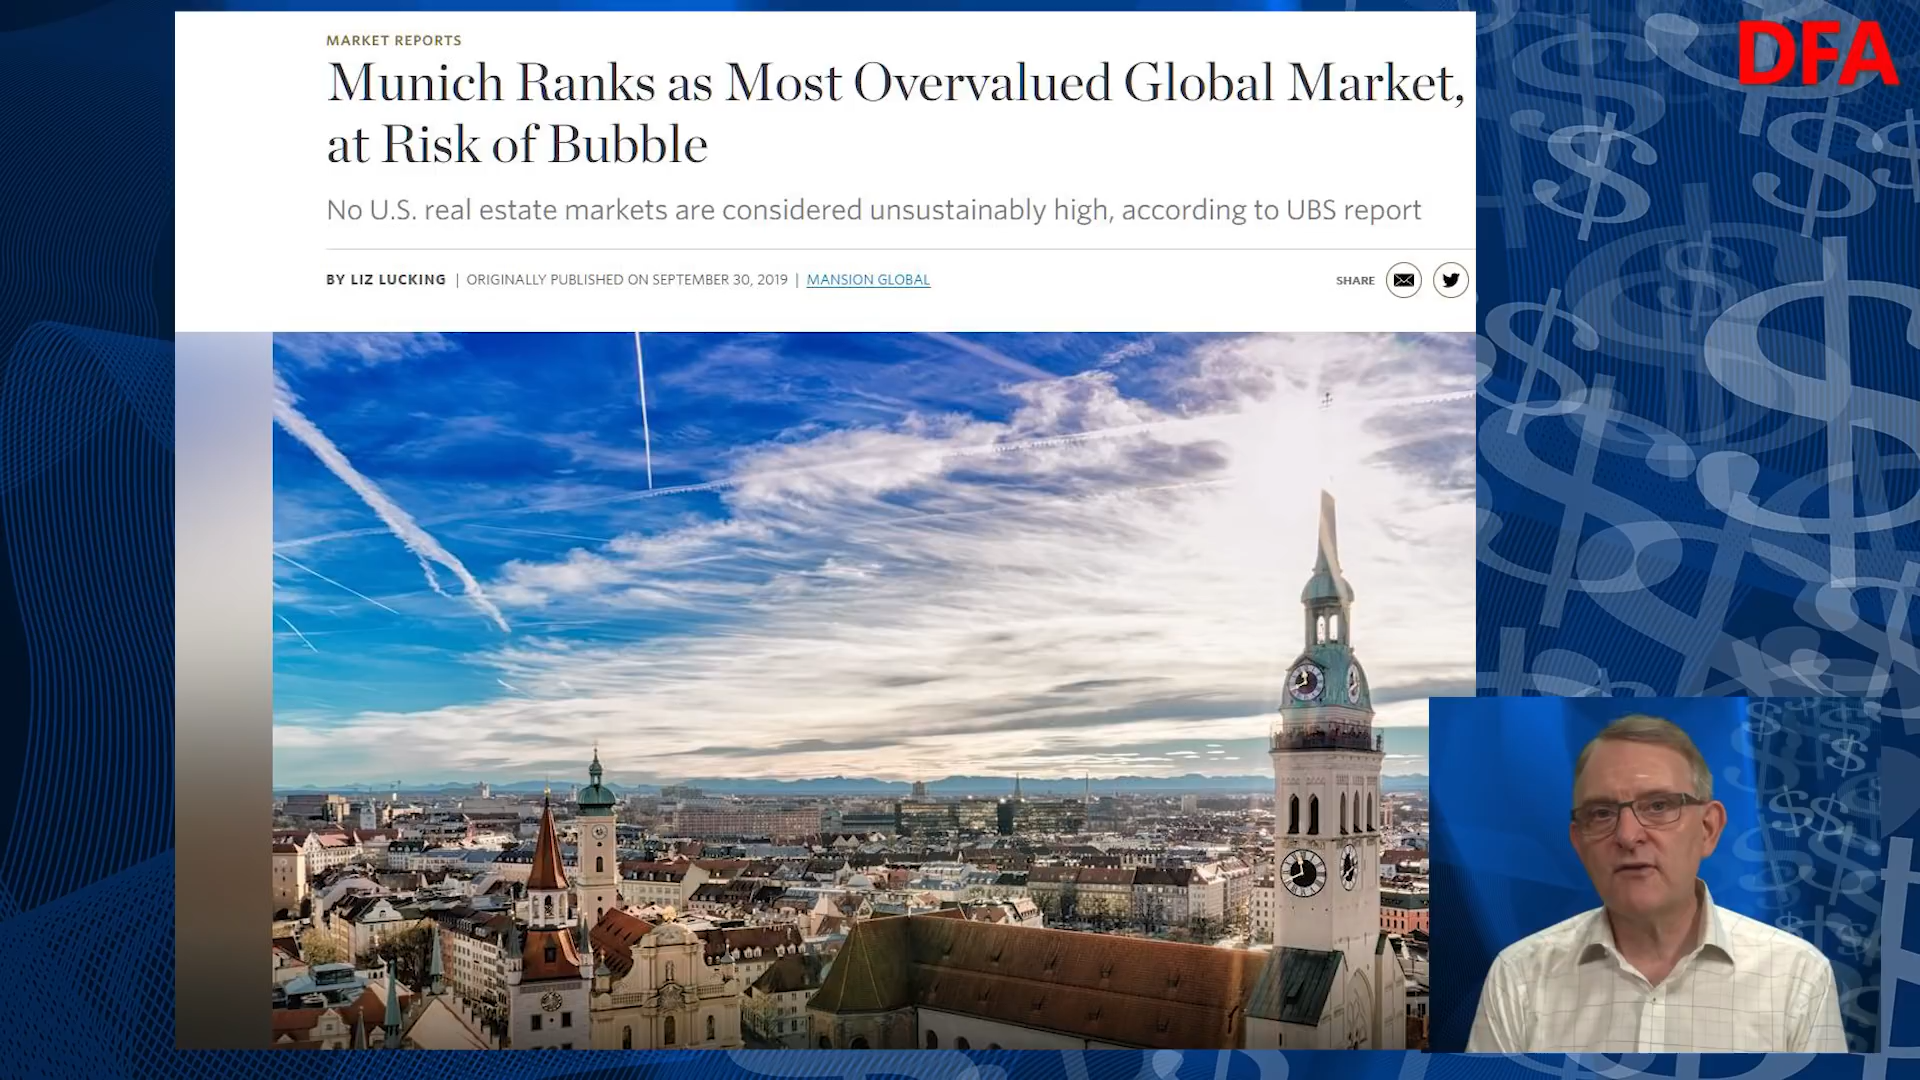 DFA
MARKET REPORTS
Munich Ranks as Most Overvalued Global Market,
at Risk of Bubble
No U.S. real estate markets are considered unsustainably high, according to UBS report
BY LIZ LUCKING | ORIGINALLY PUBLISHED ON SEPTEMBER 30, 2019 | MANSION GLOBAL
SHARE